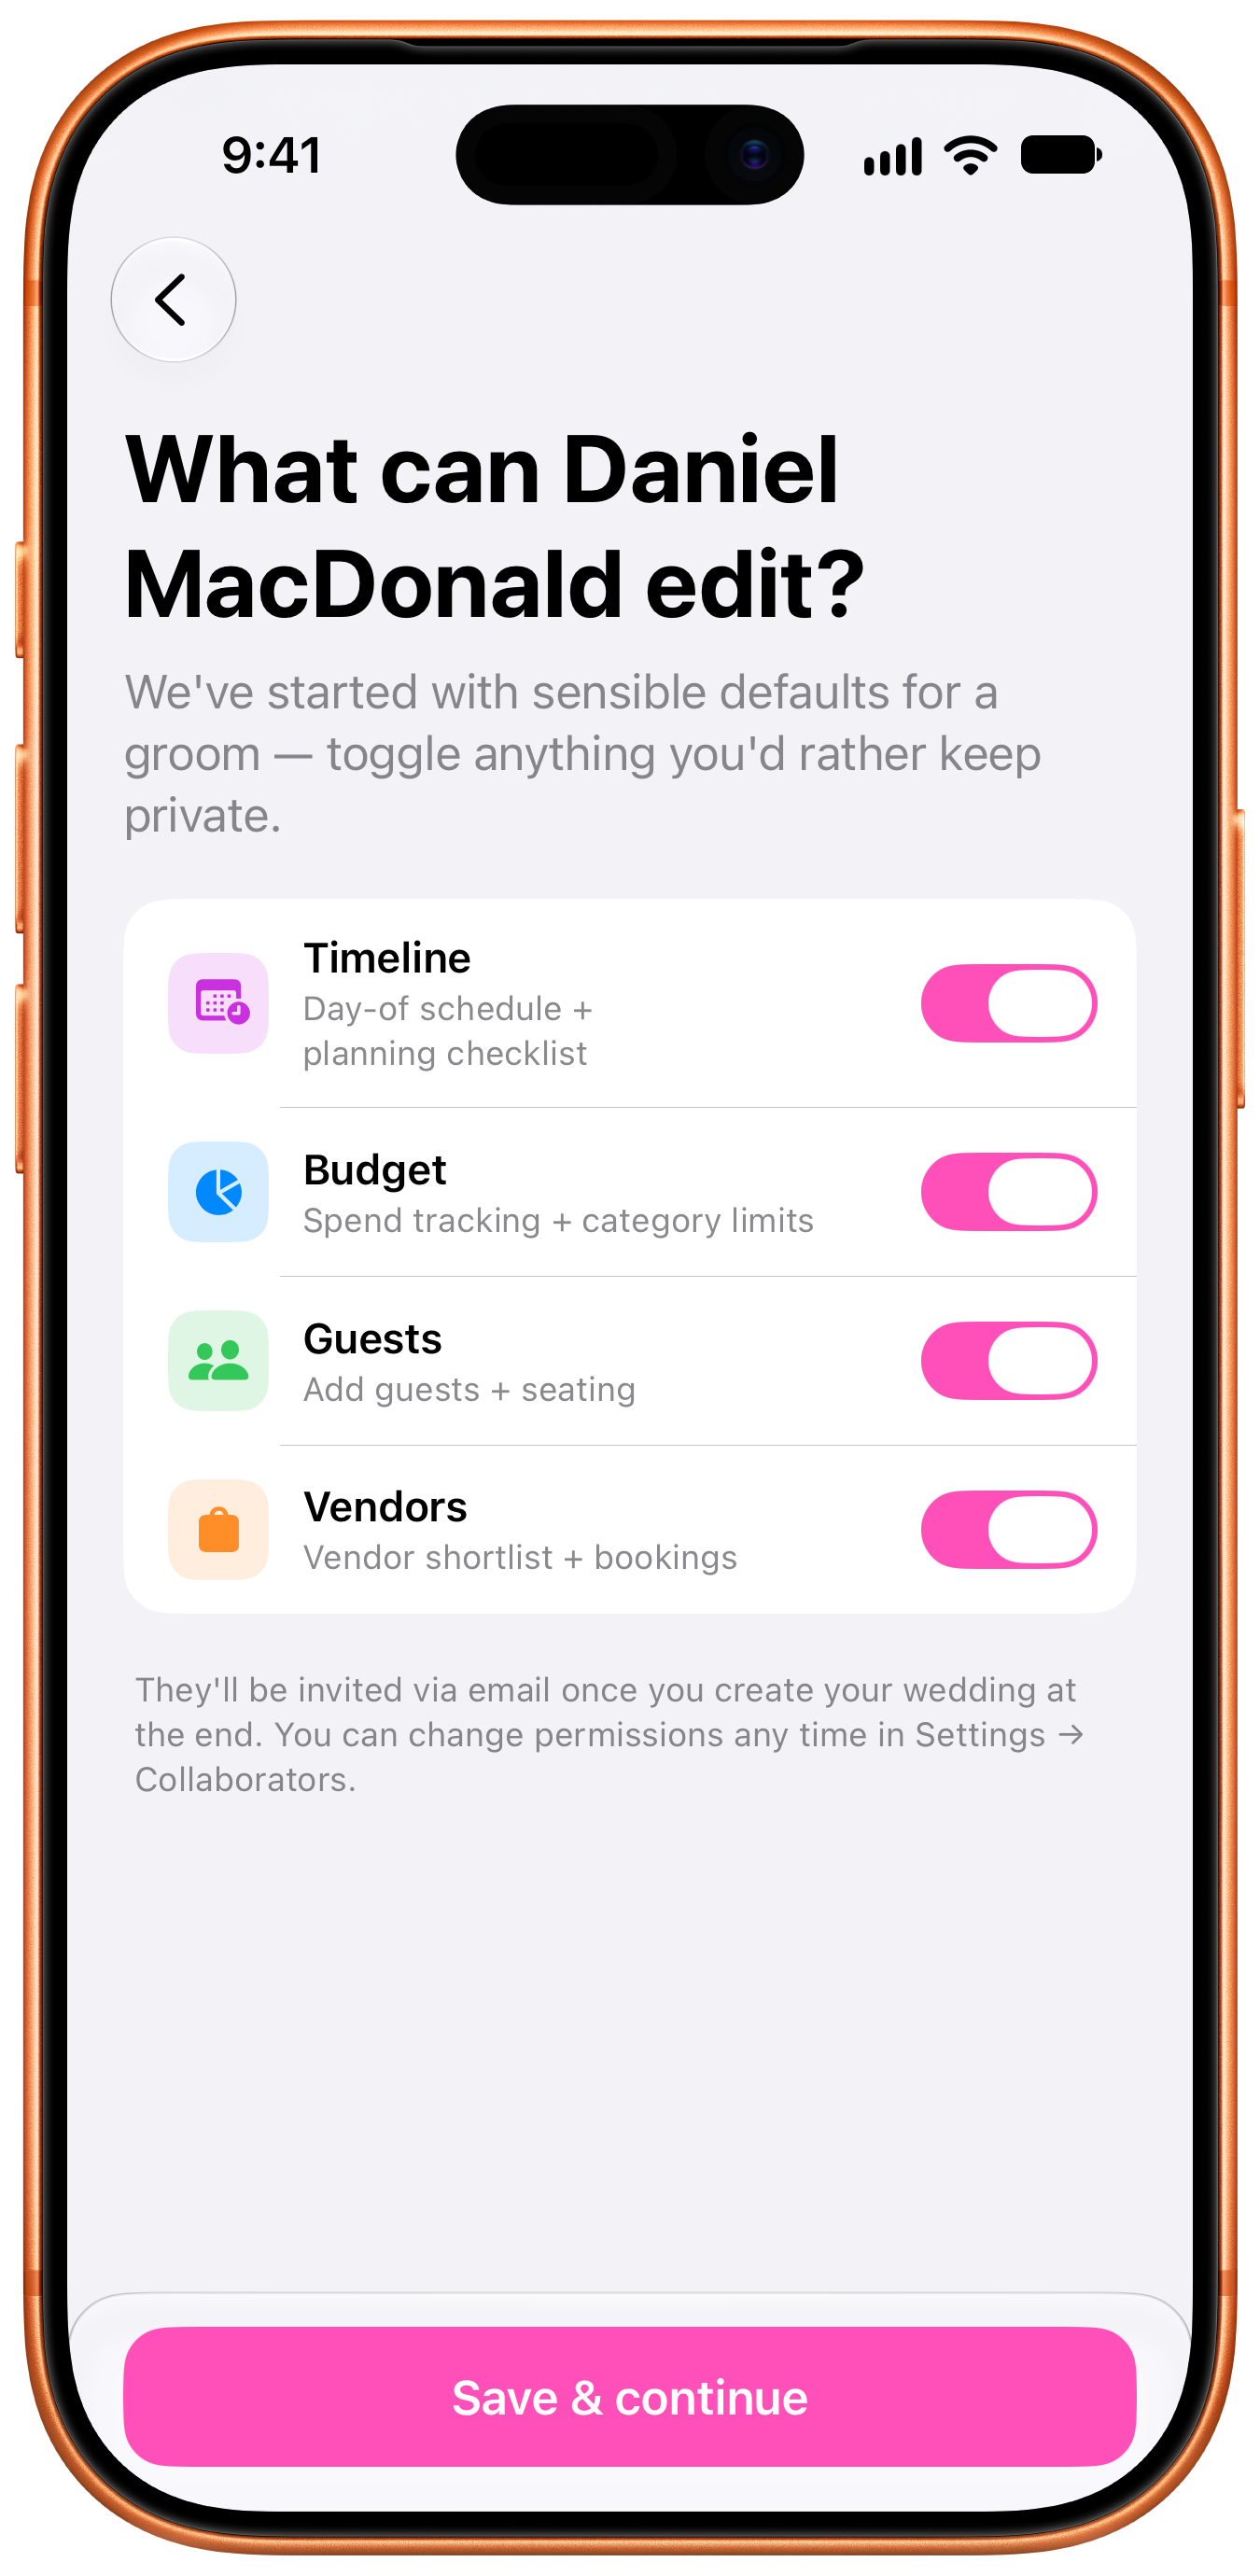 9:41
What can Daniel
MacDonald edit?
We've started with sensible defaults for a
groom — toggle anything you'd rather keep
private.
Timeline
Day-of schedule +
planning checklist
Budget
Spend tracking + category limits
Guests
Add guests + seating
Vendors
Vendor shortlist + bookings
They'll be invited via email once you create your wedding at
the end. You can change permissions any time in Settings →
Collaborators.
Save & continue